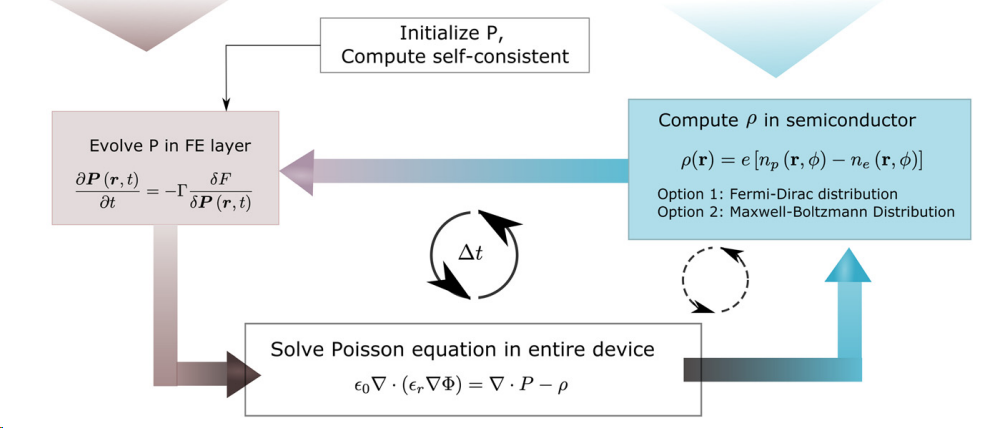 Initialize P,
Compute self-consistent
Evolve P in FE layer
∂𝑷(𝒓,t)/∂t = −Γ δF/δ𝑷(𝒓,t)
Compute ρ in semiconductor
ρ(𝐫) = e[n_p(𝐫,ϕ) − n_e(𝐫,ϕ)]
Option 1: Fermi-Dirac distribution
Option 2: Maxwell-Boltzmann Distribution
Δt
Solve Poisson equation in entire device
ϵ₀∇·(ϵ_r∇Φ) = ∇·P − ρ